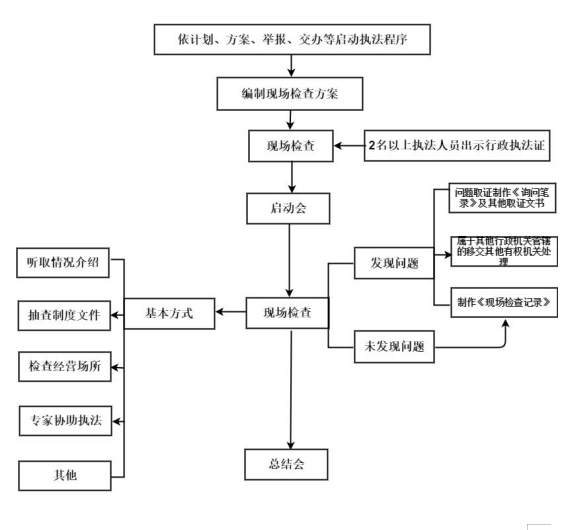 依计划、方案、举报、交办等启动执法程序
编制现场检查方案
现场检查
2名以上执法人员出示行政执法证
启动会
问题取证制作《询问笔
录》及其他取证文书
发现问题
属于其他行政机关管辖
的移交其他有权机关处
理
听取情况介绍
制作《现场检查记录》
抽查制度文件
基本方式
现场检查
未发现问题
检查经营场所
专家协助执法
总结会
其他